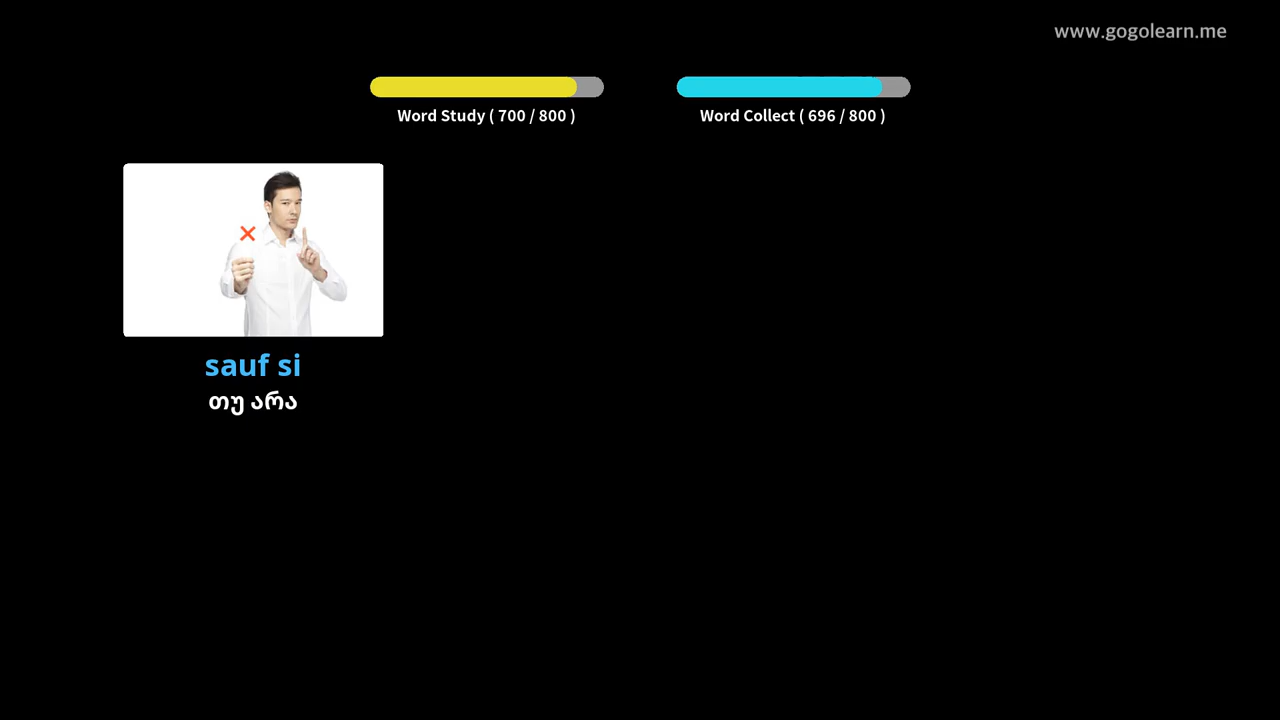 www.gogolearn.me
Word Study ( 700 / 800 )
Word Collect ( 696 / 800 )
sauf si
თუ არა